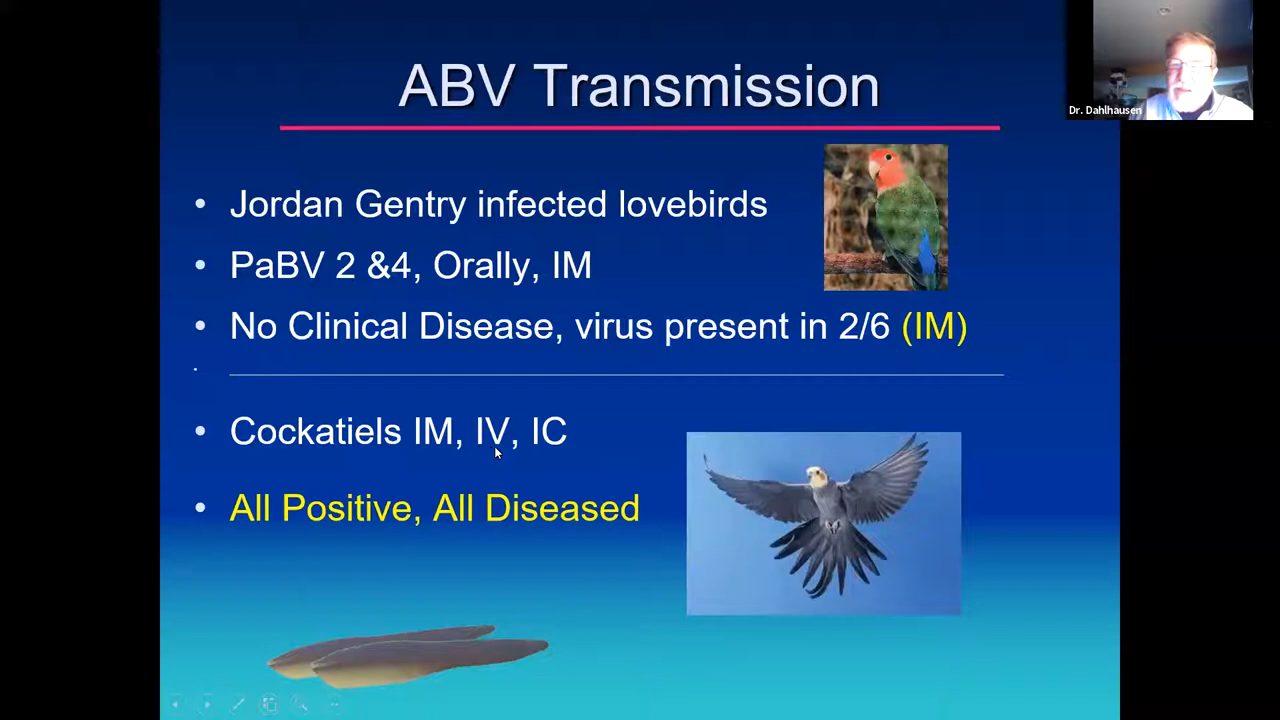 ABV Transmission
Dr. Dahlhausen
• Jordan Gentry infected lovebirds
• PaBV 2 &4, Orally, IM
• No Clinical Disease, virus present in 2/6 (IM)
• Cockatiels IM, IV, IC
• All Positive, All Diseased